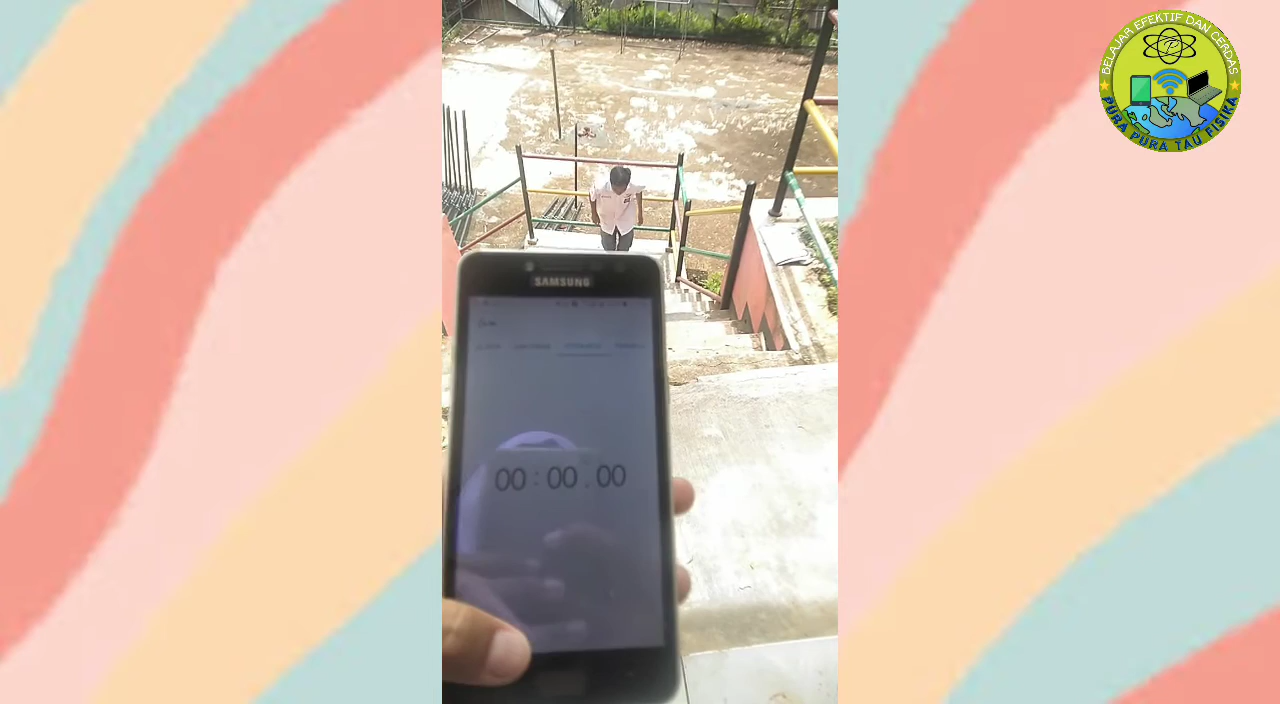 BELAJAR EFEKTIF DAN CERDAS
PURA PURA TAU FISIKA
SAMSUNG
00:00.00